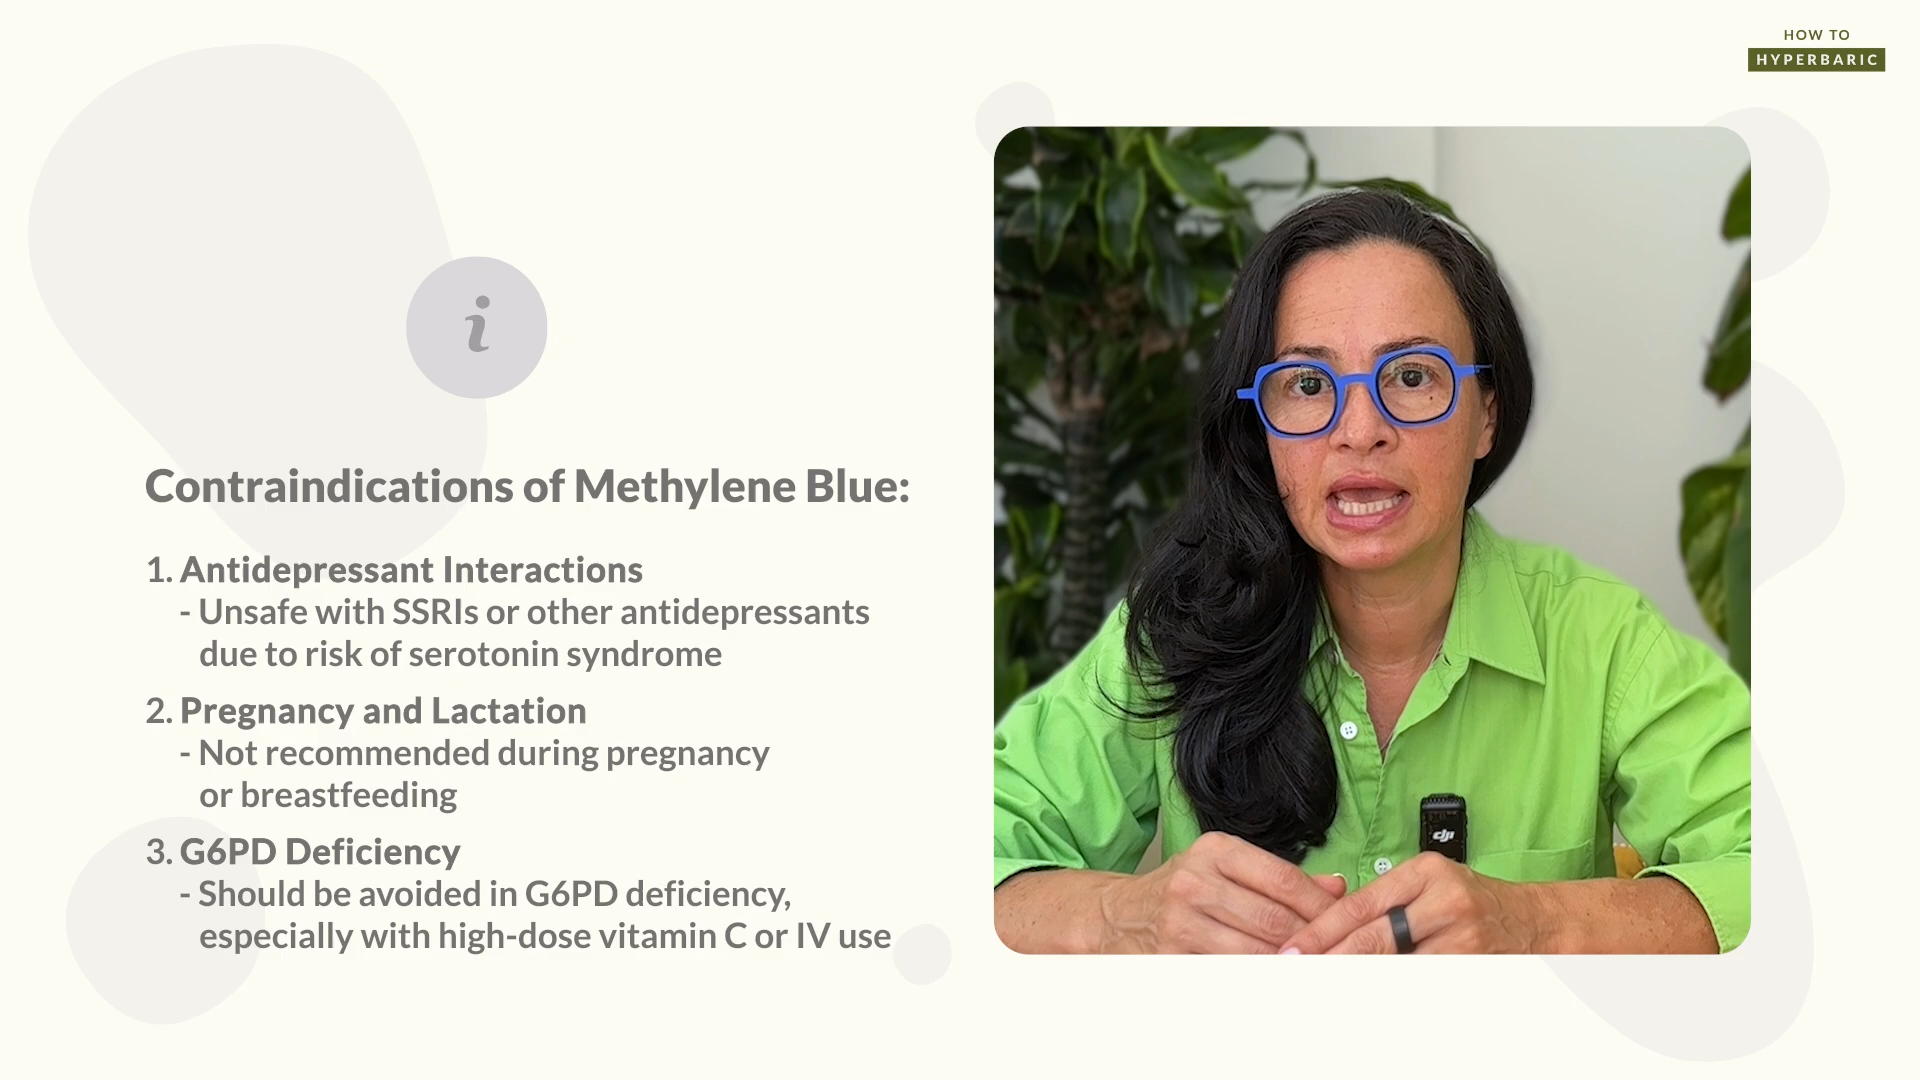 HOW TO
HYPERBARIC
i
Contraindications of Methylene Blue:
1. Antidepressant Interactions
- Unsafe with SSRIs or other antidepressants
due to risk of serotonin syndrome
2. Pregnancy and Lactation
- Not recommended during pregnancy
or breastfeeding
3. G6PD Deficiency
- Should be avoided in G6PD deficiency,
especially with high-dose vitamin C or IV use
dji